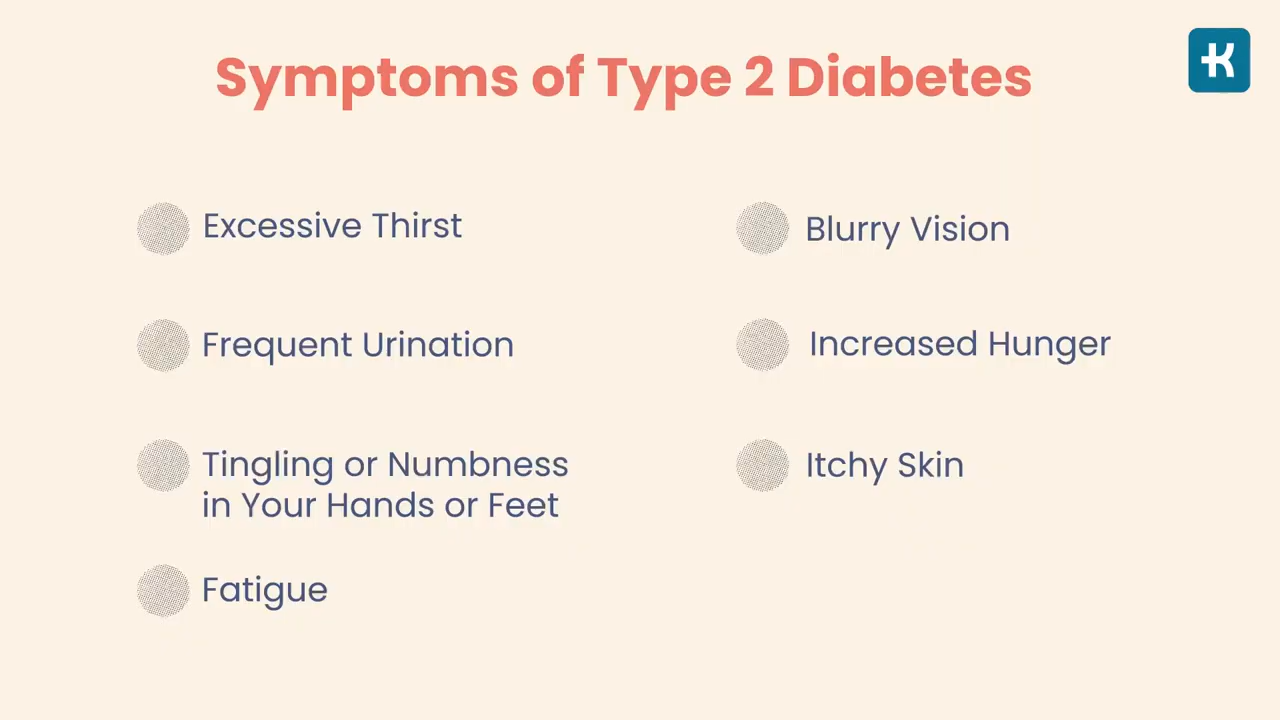 Symptoms of Type 2 Diabetes
Excessive Thirst
Frequent Urination
Tingling or Numbness
in Your Hands or Feet
Fatigue
Blurry Vision
Increased Hunger
Itchy Skin
K